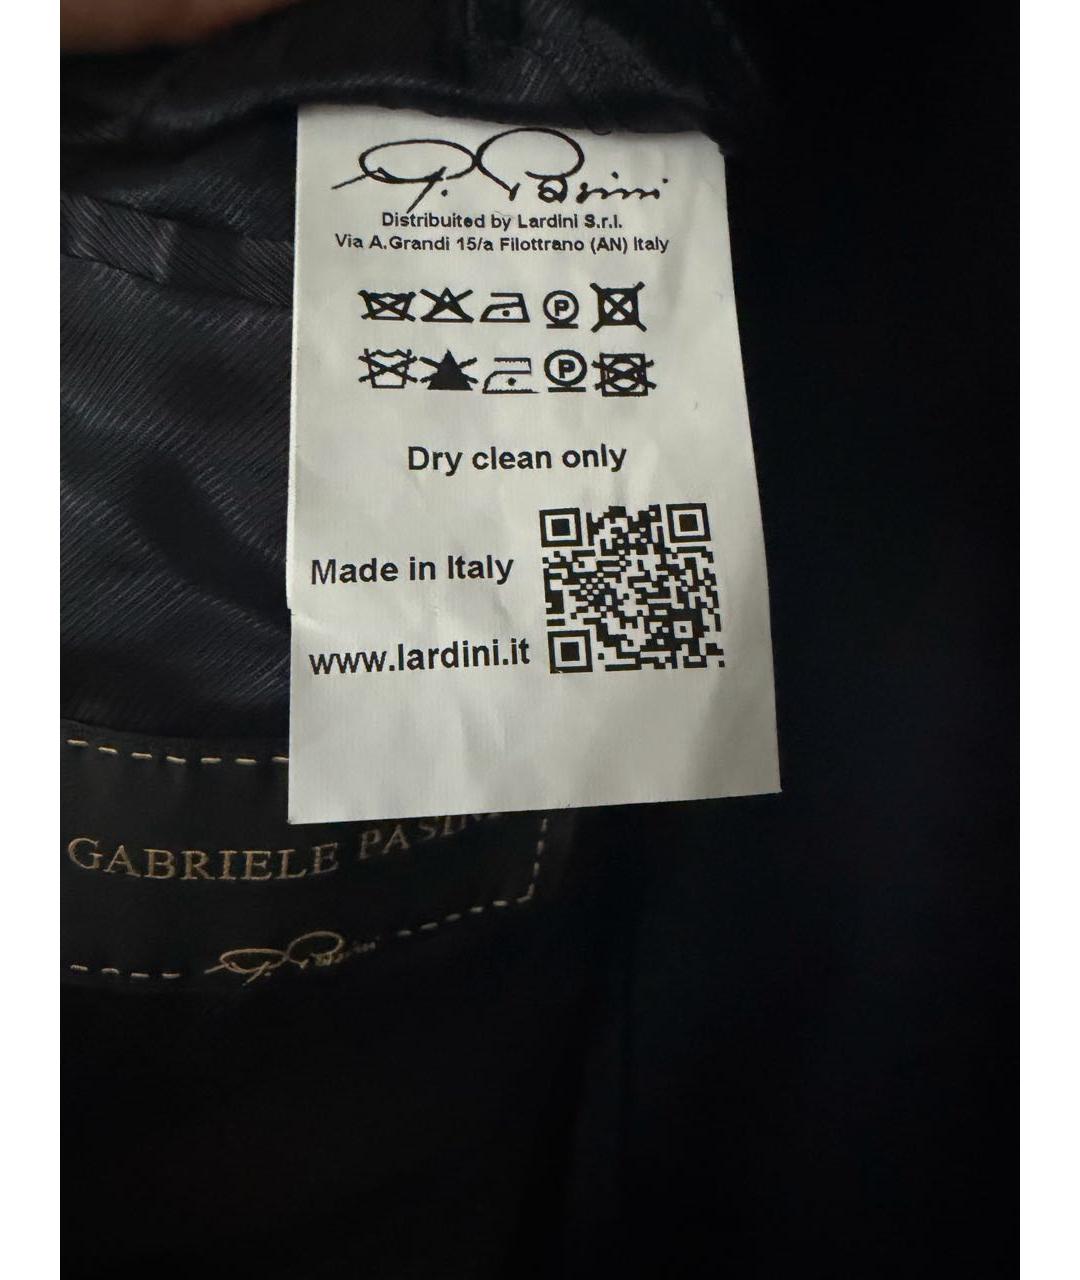 G. Pasini
Distribuited by Lardini S.r.l.
Via A.Grandi 15/a Filottrano (AN) Italy
P
P
Dry clean only
Made in Italy
www.lardini.it
GABRIELE PASINI
G. Pasini